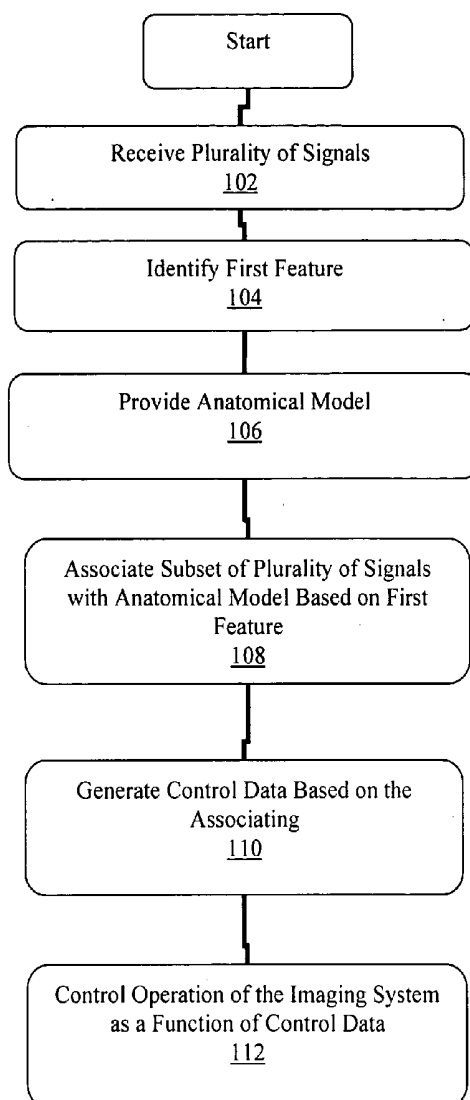 Start
Receive Plurality of Signals
102
Identify First Feature
104
Provide Anatomical Model
106
Associate Subset of Plurality of Signals
with Anatomical Model Based on First
Feature
108
Generate Control Data Based on the
Associating
110
Control Operation of the Imaging System
as a Function of Control Data
112